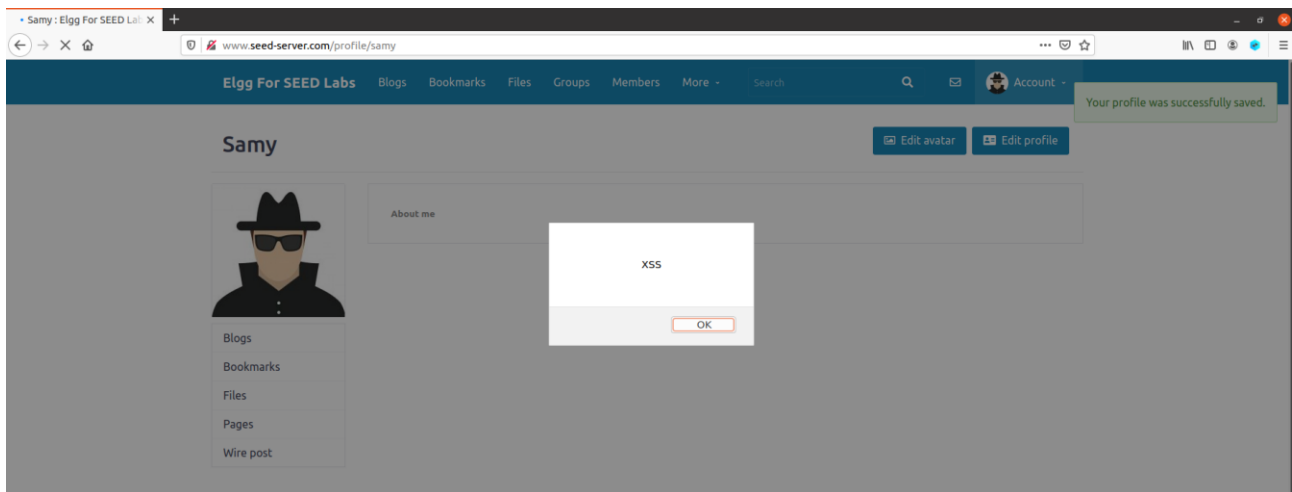 Samy : Elgg For SEED Lab
www.seed-server.com/profile/samy
Elgg For SEED Labs Blogs Bookmarks Files Groups Members More Search Account
Your profile was successfully saved.
Samy
Edit avatar Edit profile
About me
XSS
OK
Blogs
Bookmarks
Files
Pages
Wire post